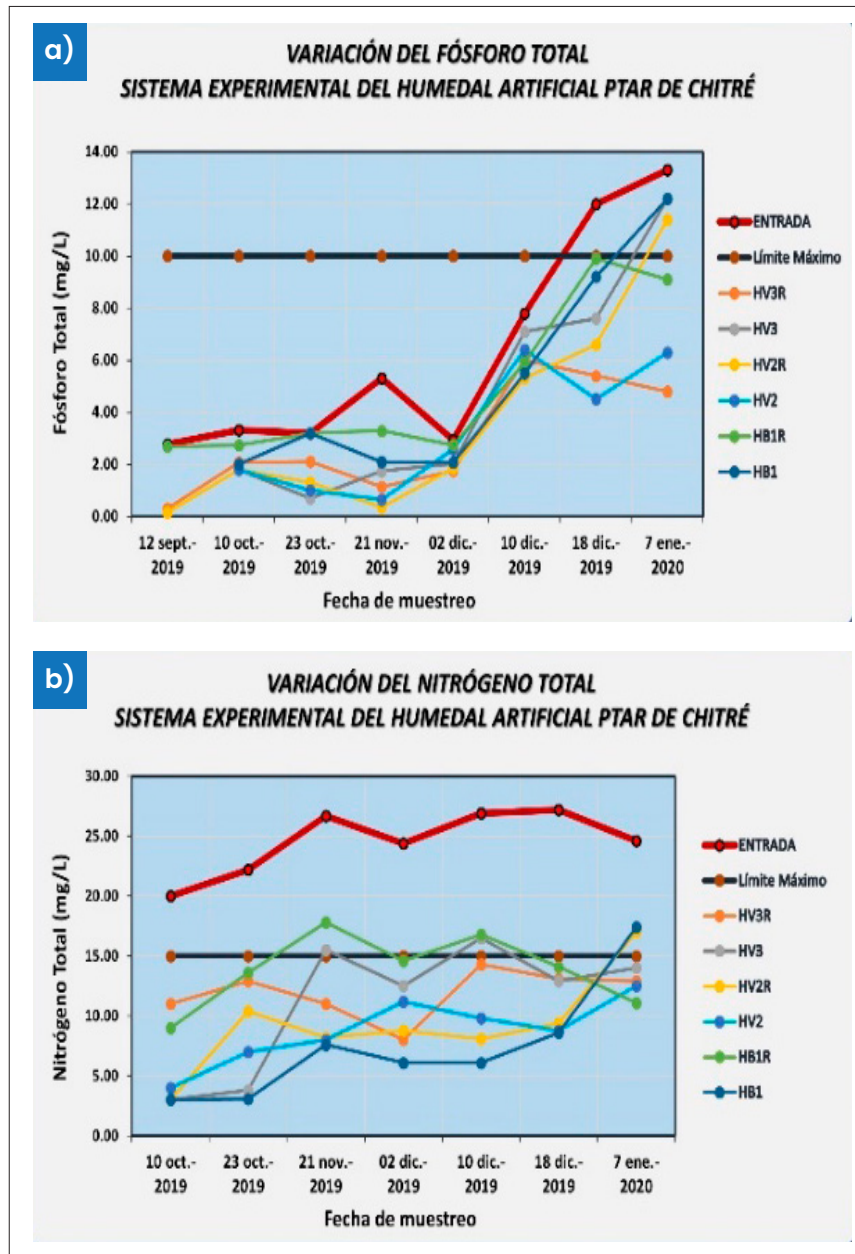 a)
VARIACIÓN DEL FÓSFORO TOTAL
SISTEMA EXPERIMENTAL DEL HUMEDAL ARTIFICIAL PTAR DE CHITRÉ
Fósforo Total (mg/L)
14.00
12.00
10.00
8.00
6.00
4.00
2.00
0.00
12 sept.- 10 oct.- 23 oct.- 21 nov.- 02 dic.- 10 dic.- 18 dic.- 7 ene.-
2019 2019 2019 2019 2019 2019 2019 2020
Fecha de muestreo
ENTRADA
Límite Máximo
HV3R
HV3
HV2R
HV2
HB1R
HB1
b)
VARIACIÓN DEL NITRÓGENO TOTAL
SISTEMA EXPERIMENTAL DEL HUMEDAL ARTIFICIAL PTAR DE CHITRÉ
Nitrógeno Total (mg/L)
30.00
25.00
20.00
15.00
10.00
5.00
0.00
10 oct.- 23 oct.- 21 nov.- 02 dic.- 10 dic.- 18 dic.- 7 ene.-
2019 2019 2019 2019 2019 2019 2020
Fecha de muestreo
ENTRADA
Límite Máximo
HV3R
HV3
HV2R
HV2
HB1R
HB1